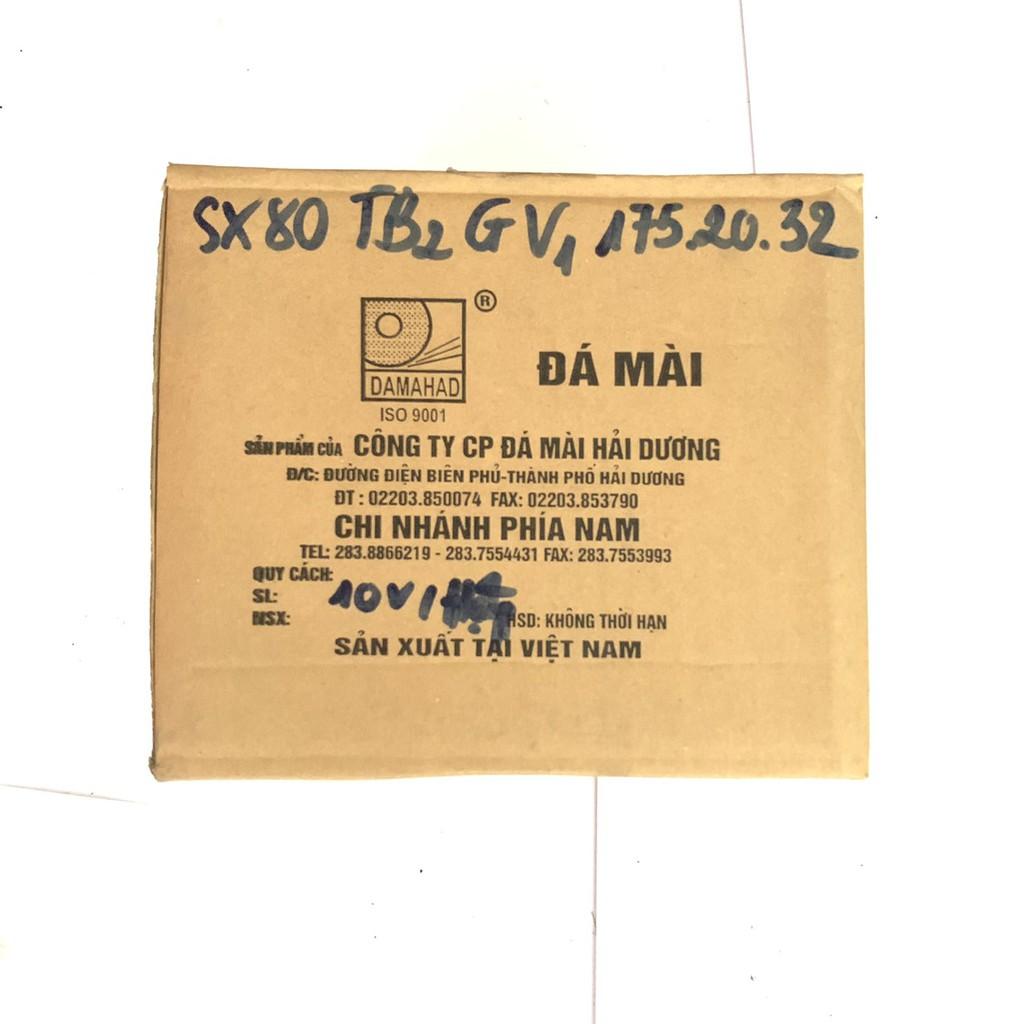 SX80 TB2 G V1 175.20.32
®
DAMAHAD
ISO 9001
ĐÁ MÀI
SẢN PHẨM CỦA CÔNG TY CP ĐÁ MÀI HẢI DƯƠNG
Đ/C: ĐƯỜNG ĐIỆN BIÊN PHỦ-THÀNH PHỐ HẢI DƯƠNG
ĐT : 02203.850074 FAX: 02203.853790
CHI NHÁNH PHÍA NAM
TEL: 283.8866219 - 283.7554431 FAX: 283.7553993
QUY CÁCH:
SL: 10V/
NSX: HSD: KHÔNG THỜI HẠN
SẢN XUẤT TẠI VIỆT NAM